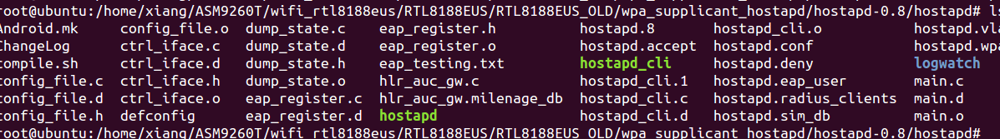 root@ubuntu:/home/xiang/ASM9260T/wifi_rtl8188eus/RTL8188EUS/RTL8188EUS_OLD/wpa_supplicant_hostapd/hostapd-0.8/hostapd# ls
Android.mk config_file.o dump_state.c eap_register.h hostapd.8 hostapd_cli.o hostapd.vla
ChangeLog ctrl_iface.c dump_state.d eap_register.o hostapd.accept hostapd.conf hostapd.wpa
compile.sh ctrl_iface.d dump_state.h eap_testing.txt hostapd_cli hostapd.deny logwatch
config_file.c ctrl_iface.h dump_state.o hlr_auc_gw.c hostapd_cli.1 hostapd.eap_user main.c
config_file.d ctrl_iface.o eap_register.c hlr_auc_gw.milenage_db hostapd_cli.c hostapd.radius_clients main.d
config_file.h defconfig eap_register.d hostapd hostapd_cli.d hostapd.sim_db main.o
root@ubuntu:/home/xiang/ASM9260T/wifi_rtl8188eus/RTL8188EUS/RTL8188EUS_OLD/wpa_supplicant_hostapd/hostapd-0.8/hostapd#